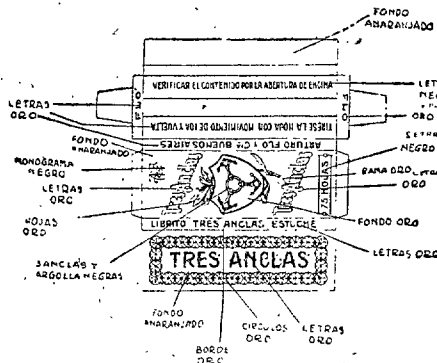 FONDO
ANARANJADO
VERIFICAR EL CONTENIDO POR LA ABERTURA DE ENCIMA
LETRAS
ORO
ORO
TIRESE LA HOJA CON MOVIMIENTO DE 10A VUELTA
ARTURO FLO y Cia BUENOS AIRES
FONDO
ANARANJADO
NEGRO
MONOGRAMA
NEGRO
LETRAS
ORO
HOJAS
ORO
75 HOJAS
RAMA ORO
LETRAS
ORO
FONDO ORO
LIBRITO TRES ANCLAS ESTUCHE
3 ANCLAS Y
ARGOLLA NEGRAS
LETRAS ORO
TRES ANCLAS
FONDO
ANARANJADO
CIRCULOS
ORO
LETRAS
ORO
BORDE
ORO